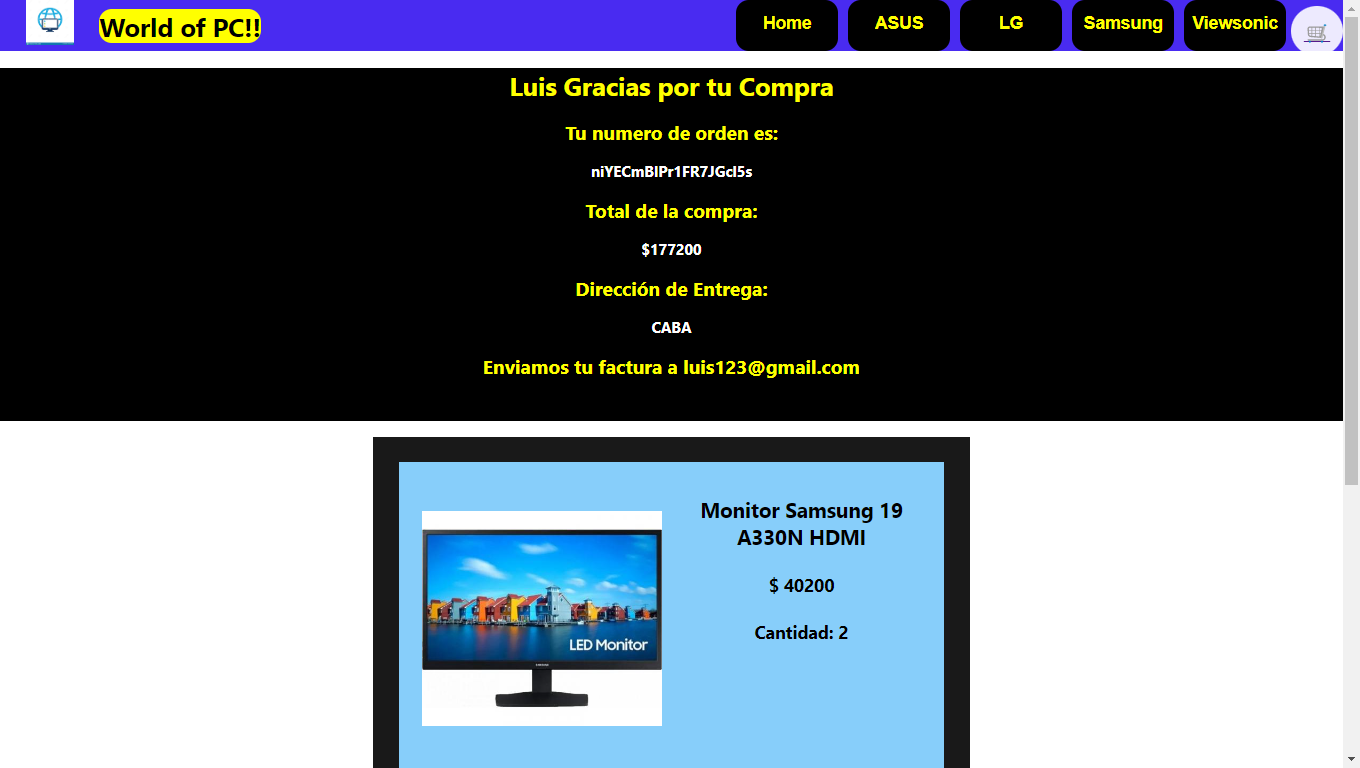 World of PC!!
Home
ASUS
LG
Samsung
Viewsonic
Luis Gracias por tu Compra
Tu numero de orden es:
niYECmBIPr1FR7JGcI5s
Total de la compra:
$177200
Dirección de Entrega:
CABA
Enviamos tu factura a luis123@gmail.com
Monitor Samsung 19
A330N HDMI
$ 40200
Cantidad: 2
LED Monitor
SAMSUNG